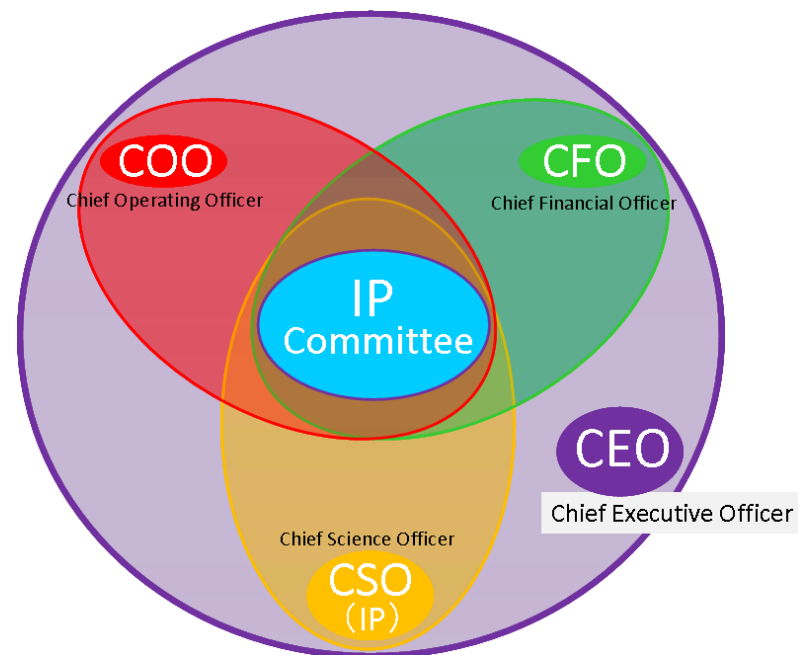 COO
Chief Operating Officer
CFO
Chief Financial Officer
IP
Committee
CEO
Chief Executive Officer
Chief Science Officer
CSO
（IP）